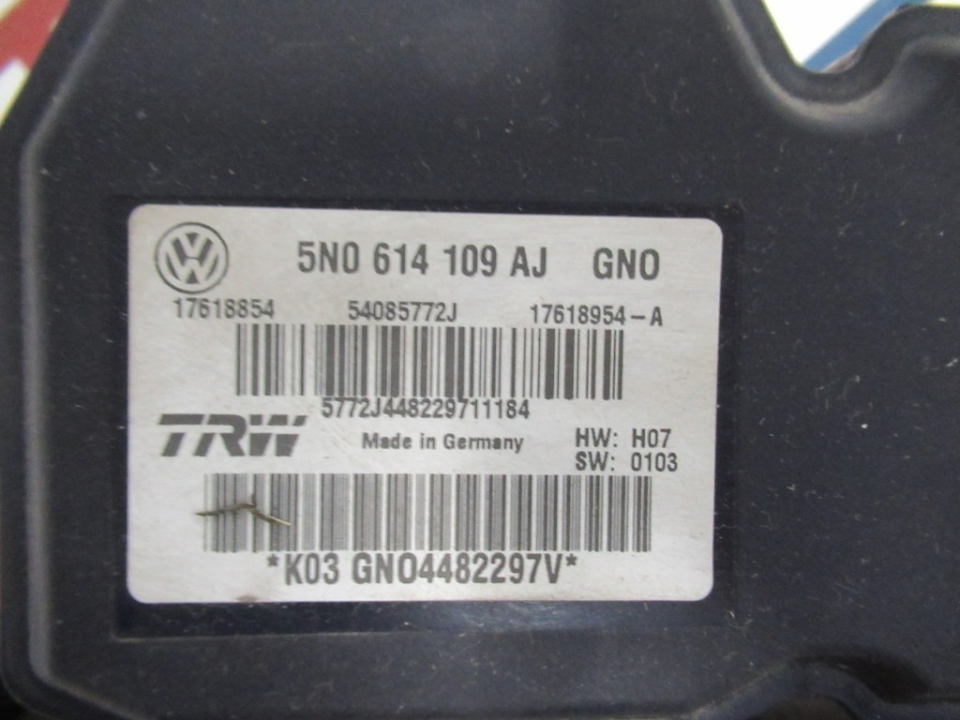 5N0 614 109 AJ GNO
17618854 54085772J 17618954-A
5772J448229711184
TRW Made in Germany HW: H07
SW: 0103
*K03 GNO4482297V*